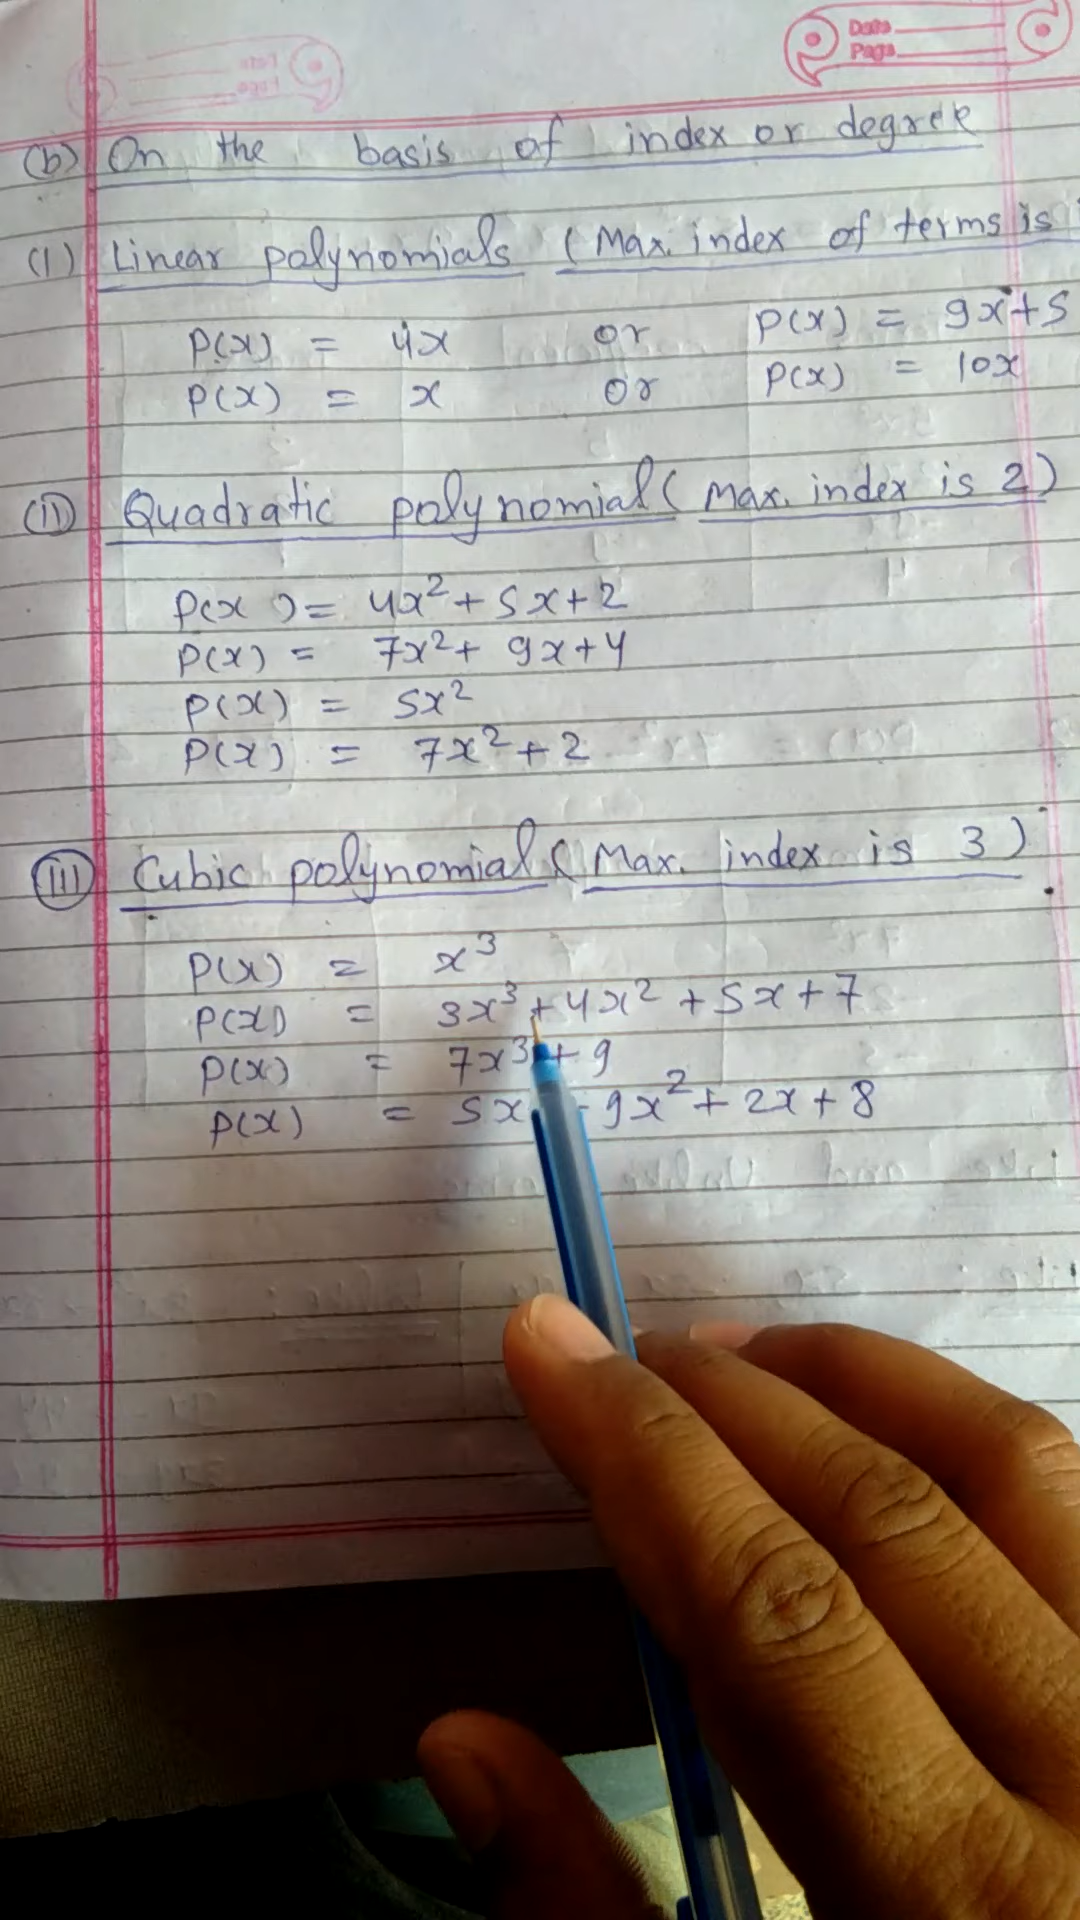 Date
Page
(b) On the basis of index or degree
(1) Linear polynomials (Max. index of terms is
P(x) = 4x or P(x) = 9x+5
P(x) = x or P(x) = 10x
(II) Quadratic polynomial (Max. index is 2)
P(x) = 4x²+5x+2
P(x) = 7x²+ 9x+4
P(x) = 5x²
P(x) = 7x²+2
(III) Cubic polynomial (Max. index is 3)
P(x) = x³
P(x) = 3x³+4x²+5x+7
P(x) = 7x³+9
P(x) = 5x 9x²+2x+8